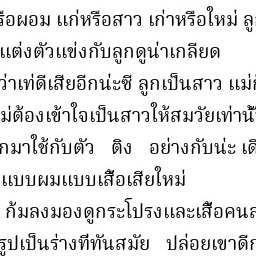 รือผอม แก่หรือสาว เก่าหรือใหม่ ลู
แต่งตัวแข่งกับลูกดูน่าเกลียด
ว่าเท่ดีเสียอีกน่ะซี ลูกเป็นสาว แม่ก็
ม่ต้องเข้าใจเป็นสาวให้สมวัยเท่านั้
กมาใช้กับตัว ติง อย่างกับน่ะ เดี
แบบผมแบบเสื้อเสียใหม่
ก้มลงมองดูกระโปรงและเสื้อคนส
รูปเป็นร่างที่ทันสมัย ปล่อยเขาดีก